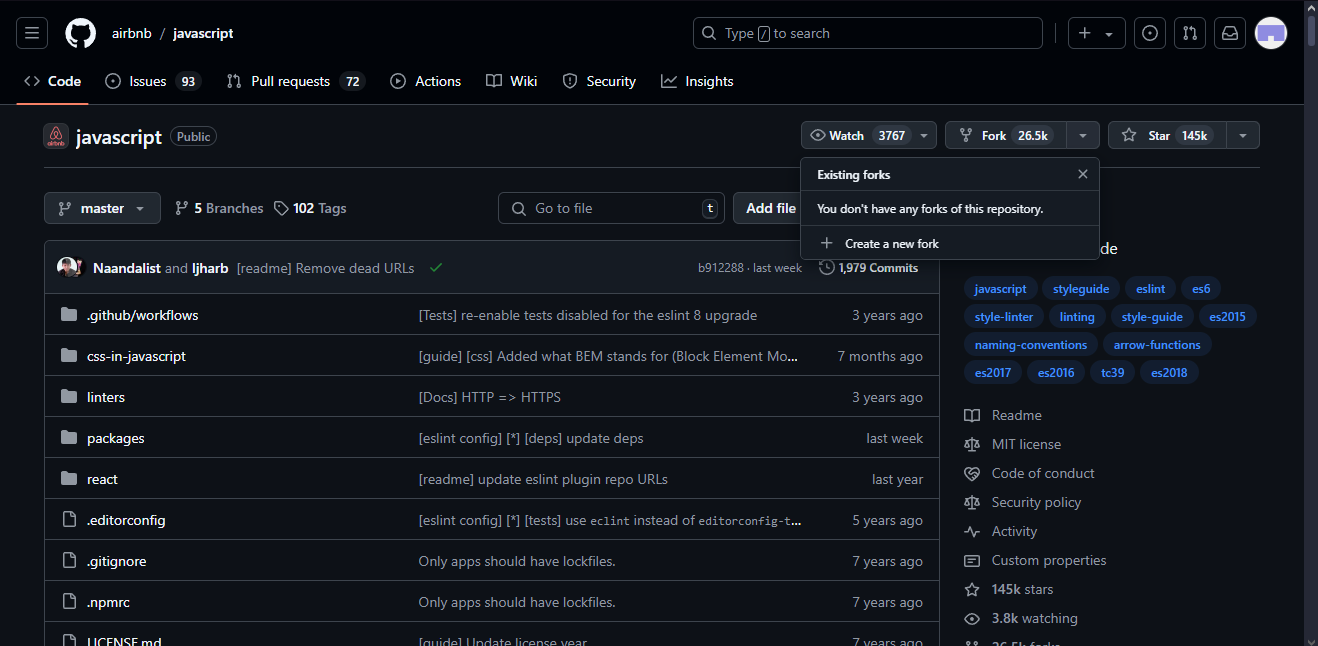 airbnb / javascript
Type / to search
Code Issues 93 Pull requests 72 Actions Wiki Security Insights
airbnb
javascript Public
Watch 3767 Fork 26.5k Star 145k
Existing forks
You don't have any forks of this repository.
Create a new fork
master 5 Branches 102 Tags
Go to file t
Add file
de
Naandalist and ljharb [readme] Remove dead URLs b912288 · last week 1,979 Commits
.github/workflows [Tests] re-enable tests disabled for the eslint 8 upgrade 3 years ago
css-in-javascript [guide] [css] Added what BEM stands for (Block Element Mo... 7 months ago
linters [Docs] HTTP => HTTPS 3 years ago
packages [eslint config] [*] [deps] update deps last week
react [readme] update eslint plugin repo URLs last year
.editorconfig [eslint config] [*] [tests] use eclint instead of editorconfig-t... 5 years ago
.gitignore Only apps should have lockfiles. 7 years ago
.npmrc Only apps should have lockfiles. 7 years ago
LICENSE.md [guide] Update license year 7 years ago
javascript styleguide eslint es6
style-linter linting style-guide es2015
naming-conventions arrow-functions
es2017 es2016 tc39 es2018
Readme
MIT license
Code of conduct
Security policy
Activity
Custom properties
145k stars
3.8k watching
26.5k forks